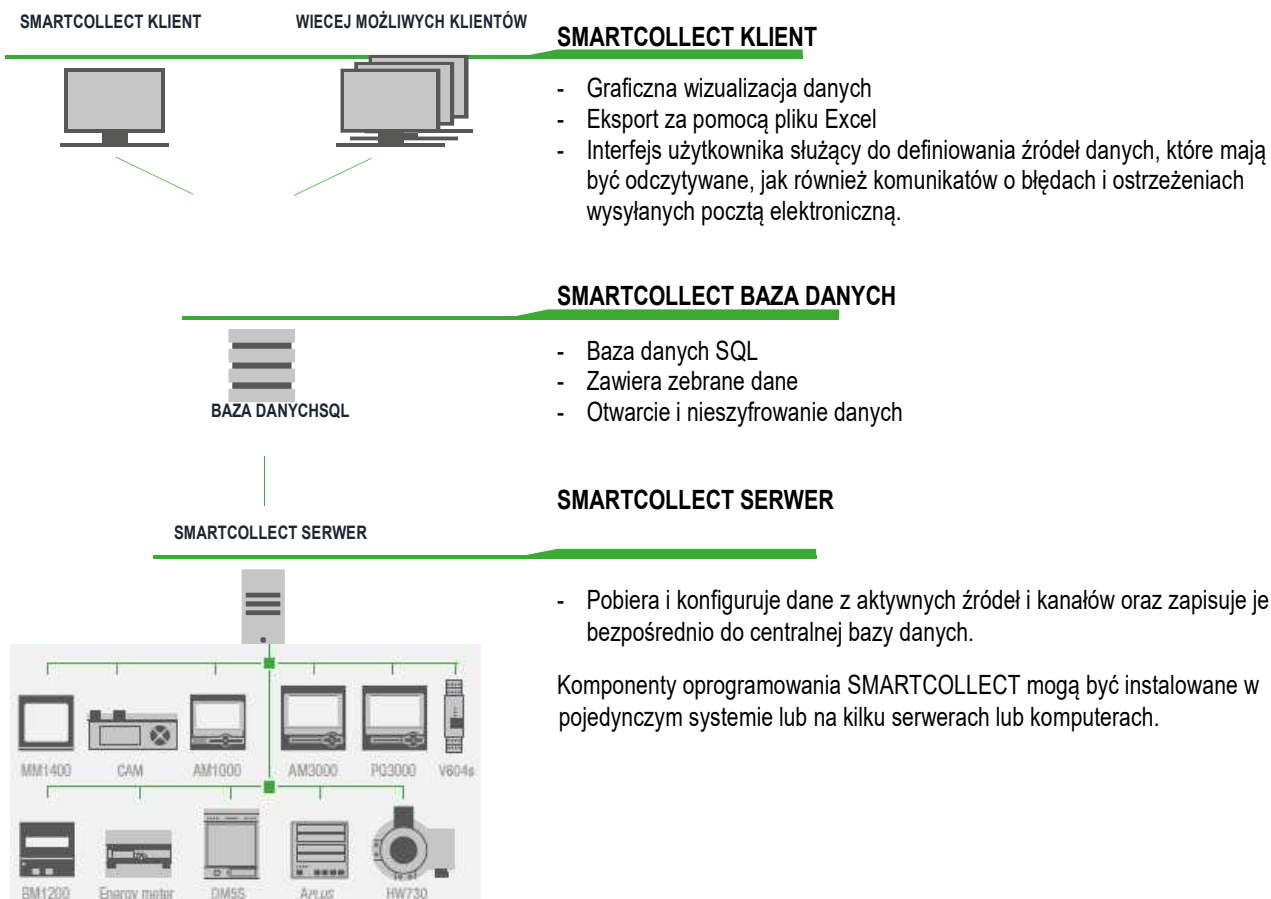 SMARTCOLLECT KLIENT
WIECEJ MOŻLIWYCH KLIENTÓW
SMARTCOLLECT KLIENT
- Graficzna wizualizacja danych
- Eksport za pomocą pliku Excel
- Interfejs użytkownika służący do definiowania źródeł danych, które mają
być odczytywane, jak również komunikatów o błędach i ostrzeżeniach
wysyłanych pocztą elektroniczną.
SMARTCOLLECT BAZA DANYCH
- Baza danych SQL
- Zawiera zebrane dane
- Otwarcie i nieszyfrowanie danych
BAZA DANYCHSQL
SMARTCOLLECT SERWER
SMARTCOLLECT SERWER
- Pobiera i konfiguruje dane z aktywnych źródeł i kanałów oraz zapisuje je
bezpośrednio do centralnej bazy danych.
Komponenty oprogramowania SMARTCOLLECT mogą być instalowane w
pojedynczym systemie lub na kilku serwerach lub komputerach.
MM1400 CAM AM1000 AM3000 PQ3000 V604s
BM1200 Energy meter DM5S APLUS HW730